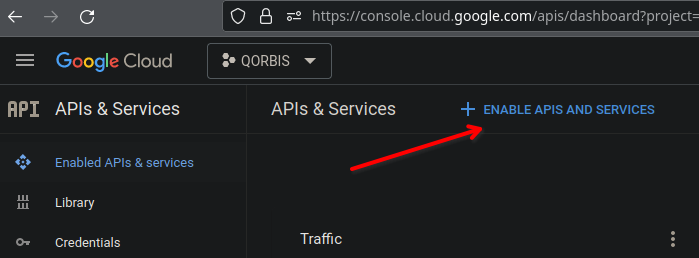 https://console.cloud.google.com/apis/dashboard?project=
Google Cloud
QORBIS
API
APIs & Services
APIs & Services
ENABLE APIS AND SERVICES
Enabled APIs & services
Library
Credentials
Traffic